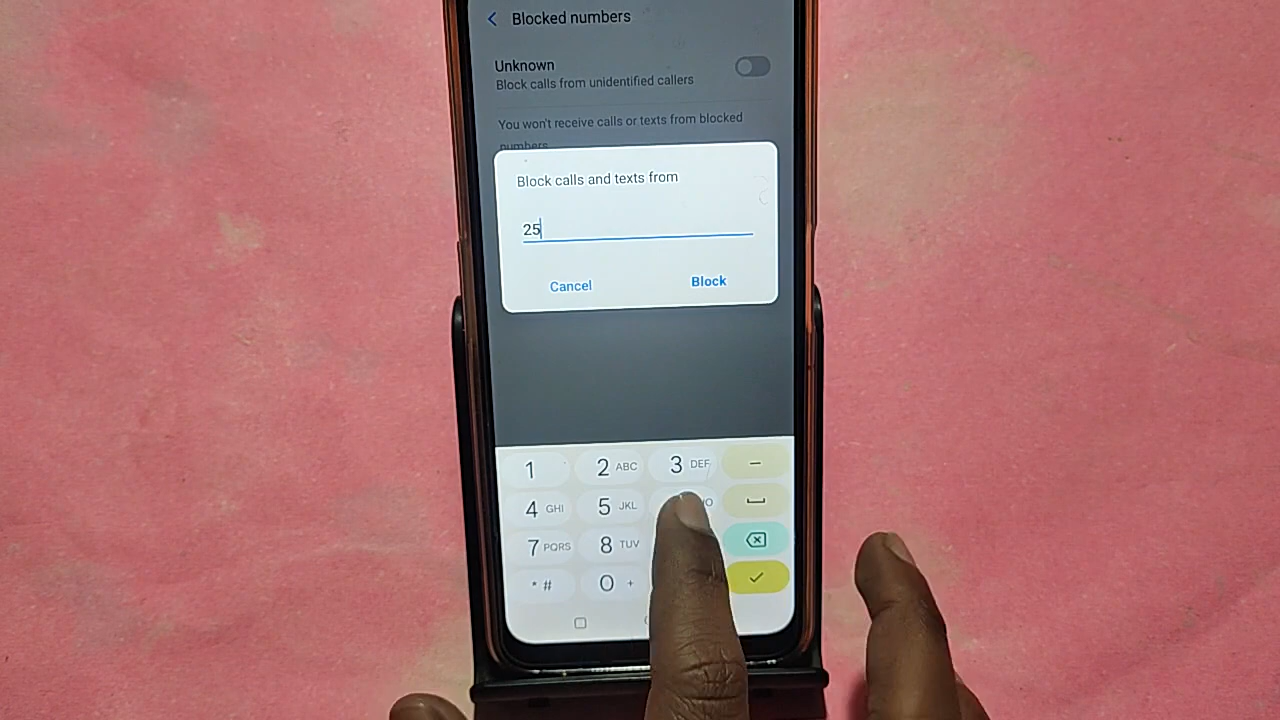 Blocked numbers
Unknown
Block calls from unidentified callers
You won't receive calls or texts from blocked
numbers.
Block calls and texts from
25
Cancel Block
1 2 ABC 3 DEF -
4 GHI 5 JKL
7 PQRS 8 TUV
* # 0 +